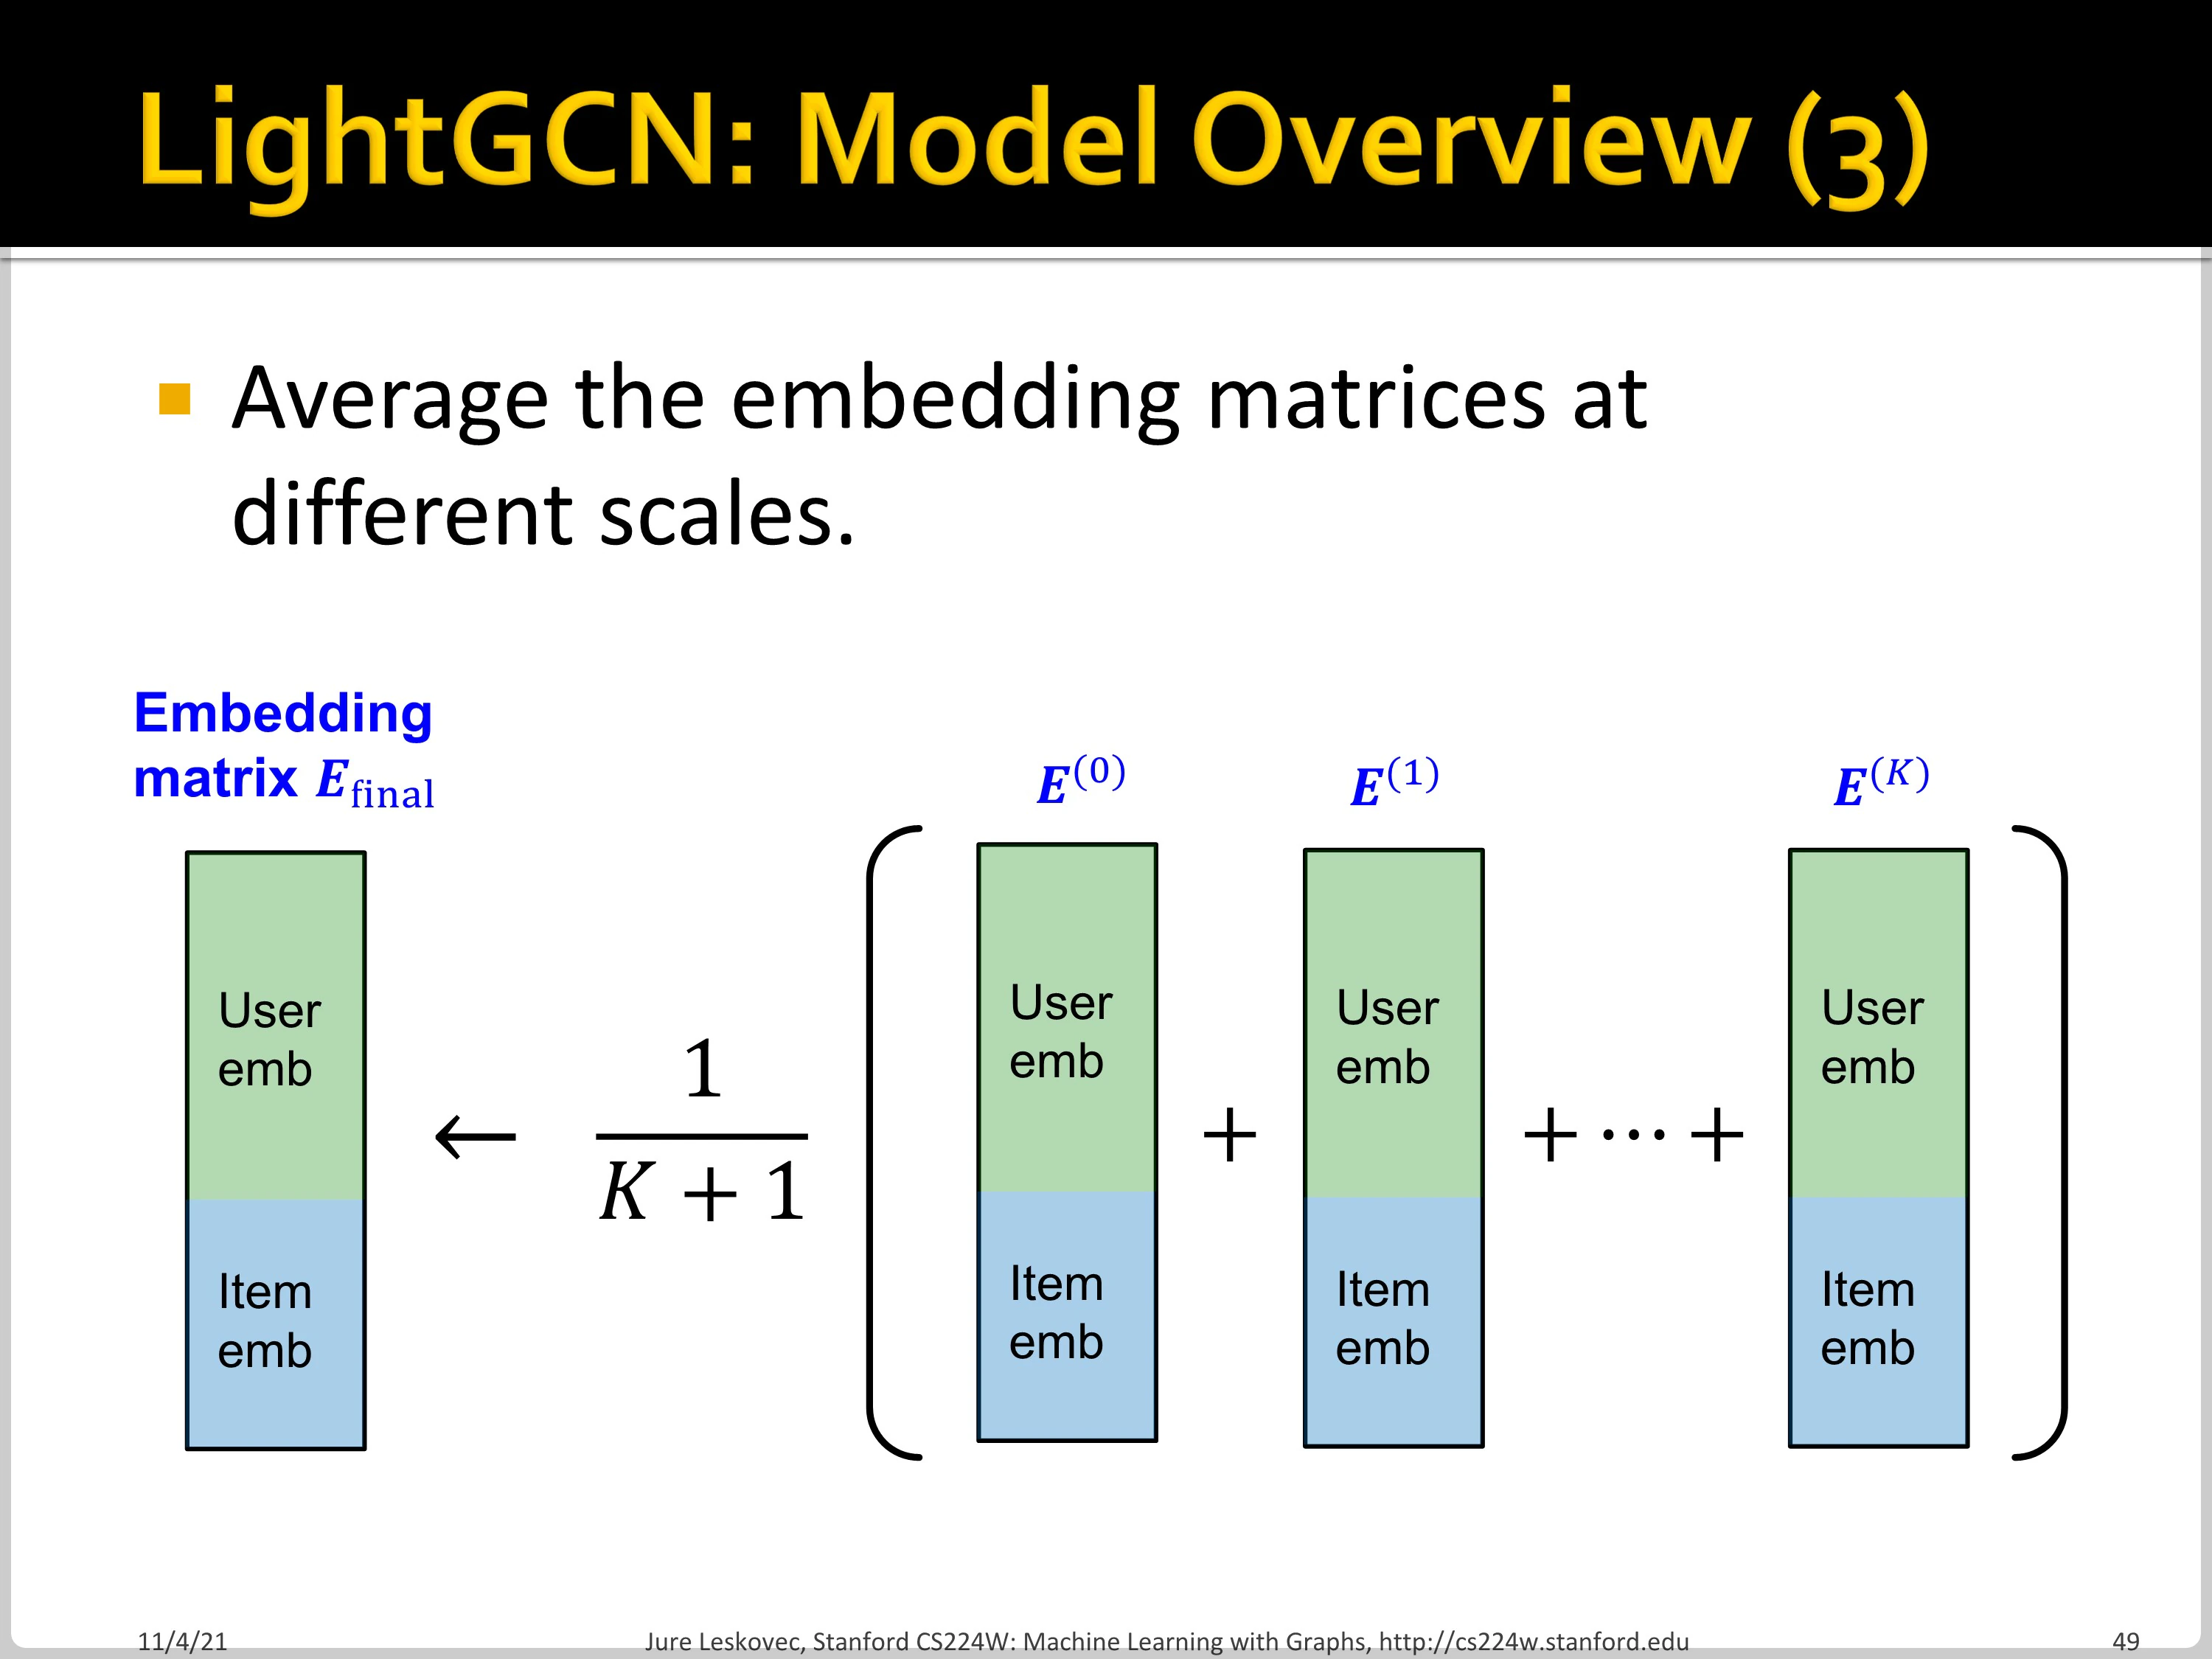 LightGCN: Model Overview (3)
Average the embedding matrices at
different scales.
Embedding
matrix E_final
E^(0)
E^(1)
E^(K)
User
emb
Item
emb
←
1
K + 1
User
emb
Item
emb
+
User
emb
Item
emb
+ ⋯ +
User
emb
Item
emb
11/4/21
Jure Leskovec, Stanford CS224W: Machine Learning with Graphs, http://cs224w.stanford.edu
49